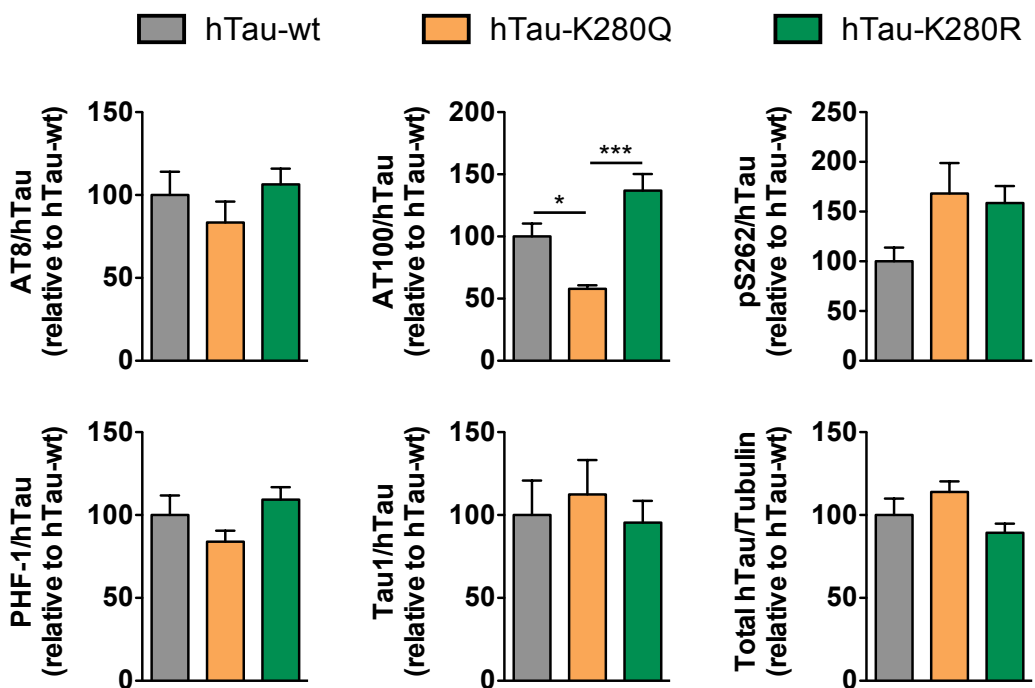 hTau-wt hTau-K280Q hTau-K280R
AT8/hTau
(relative to hTau-wt)
150
100
50
0
AT100/hTau
(relative to hTau-wt)
200
150
100
50
0
*
***
pS262/hTau
(relative to hTau-wt)
250
200
150
100
50
0
PHF-1/hTau
(relative to hTau-wt)
150
100
50
0
Tau1/hTau
(relative to hTau-wt)
150
100
50
0
Total hTau/Tubulin
(relative to hTau-wt)
150
100
50
0